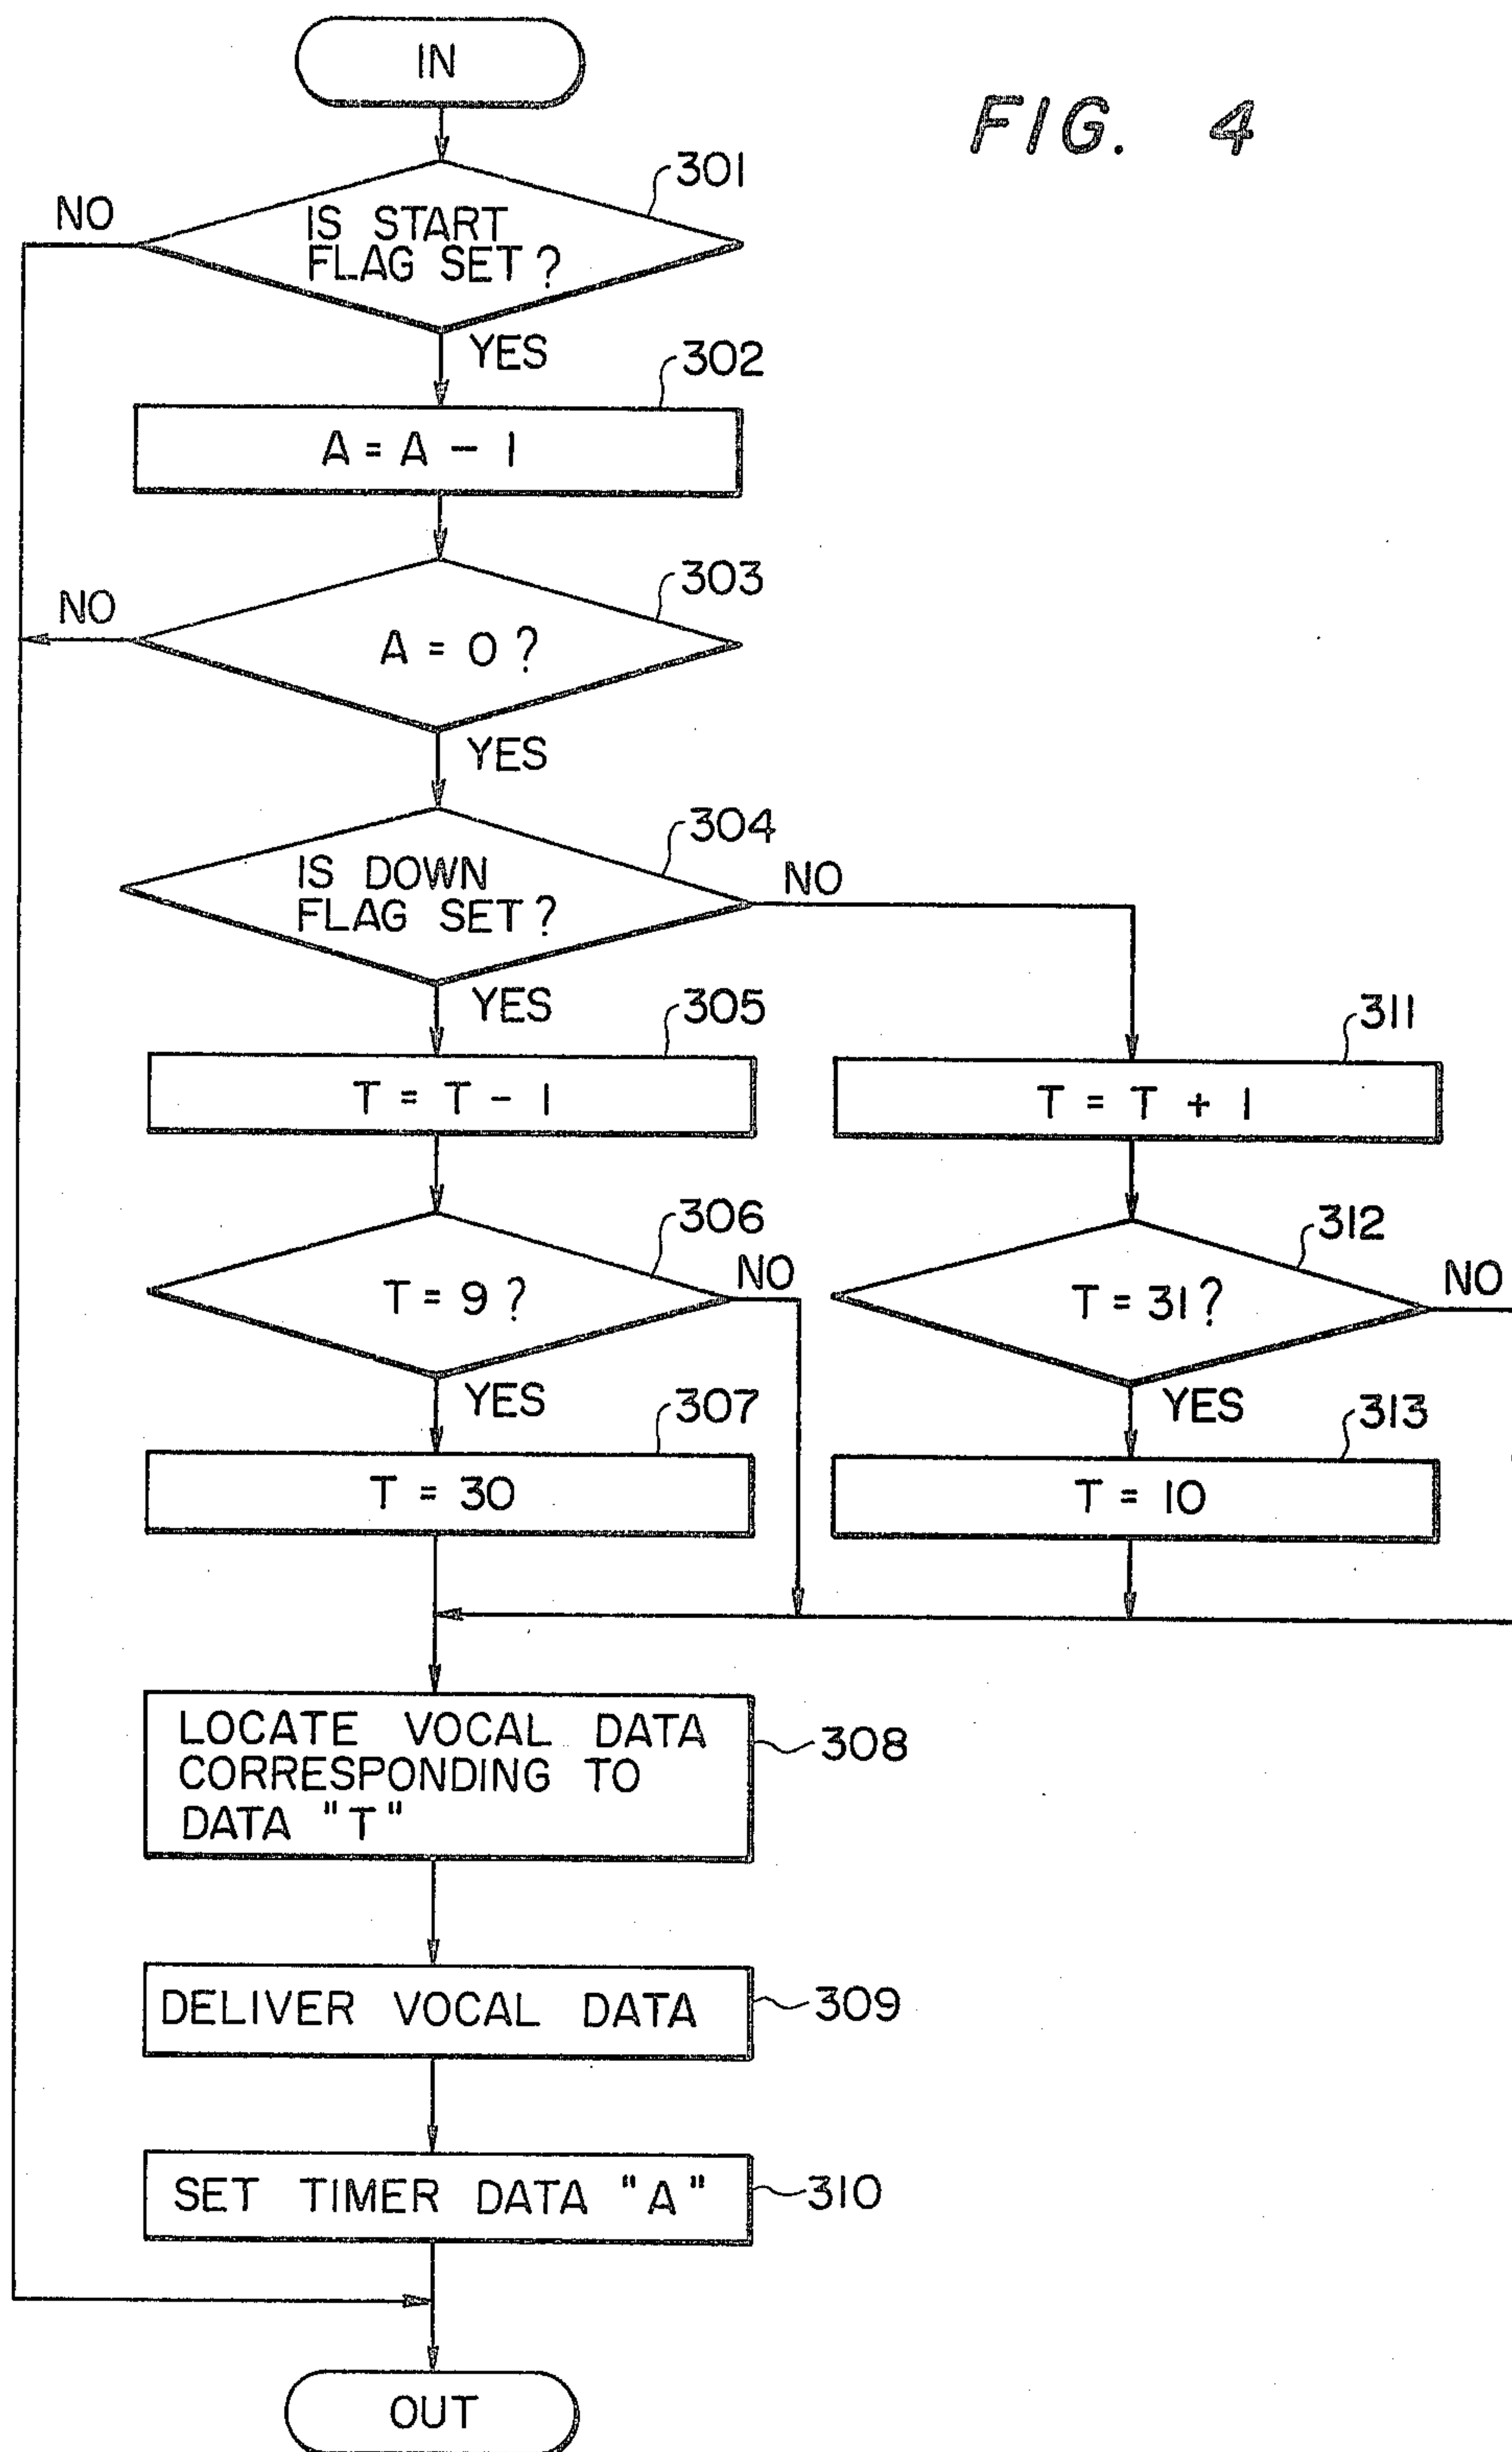 IN
FIG. 4
301
NO
IS START
FLAG SET?
YES
302
A = A - 1
303
NO
A = 0?
YES
304
IS DOWN
FLAG SET?
NO
YES
305
T = T - 1
311
T = T + 1
306
T = 9?
NO
312
T = 31?
NO
YES
307
T = 30
YES
313
T = 10
LOCATE VOCAL DATA
CORRESPONDING TO
DATA "T"
308
DELIVER VOCAL DATA
309
SET TIMER DATA "A"
310
OUT